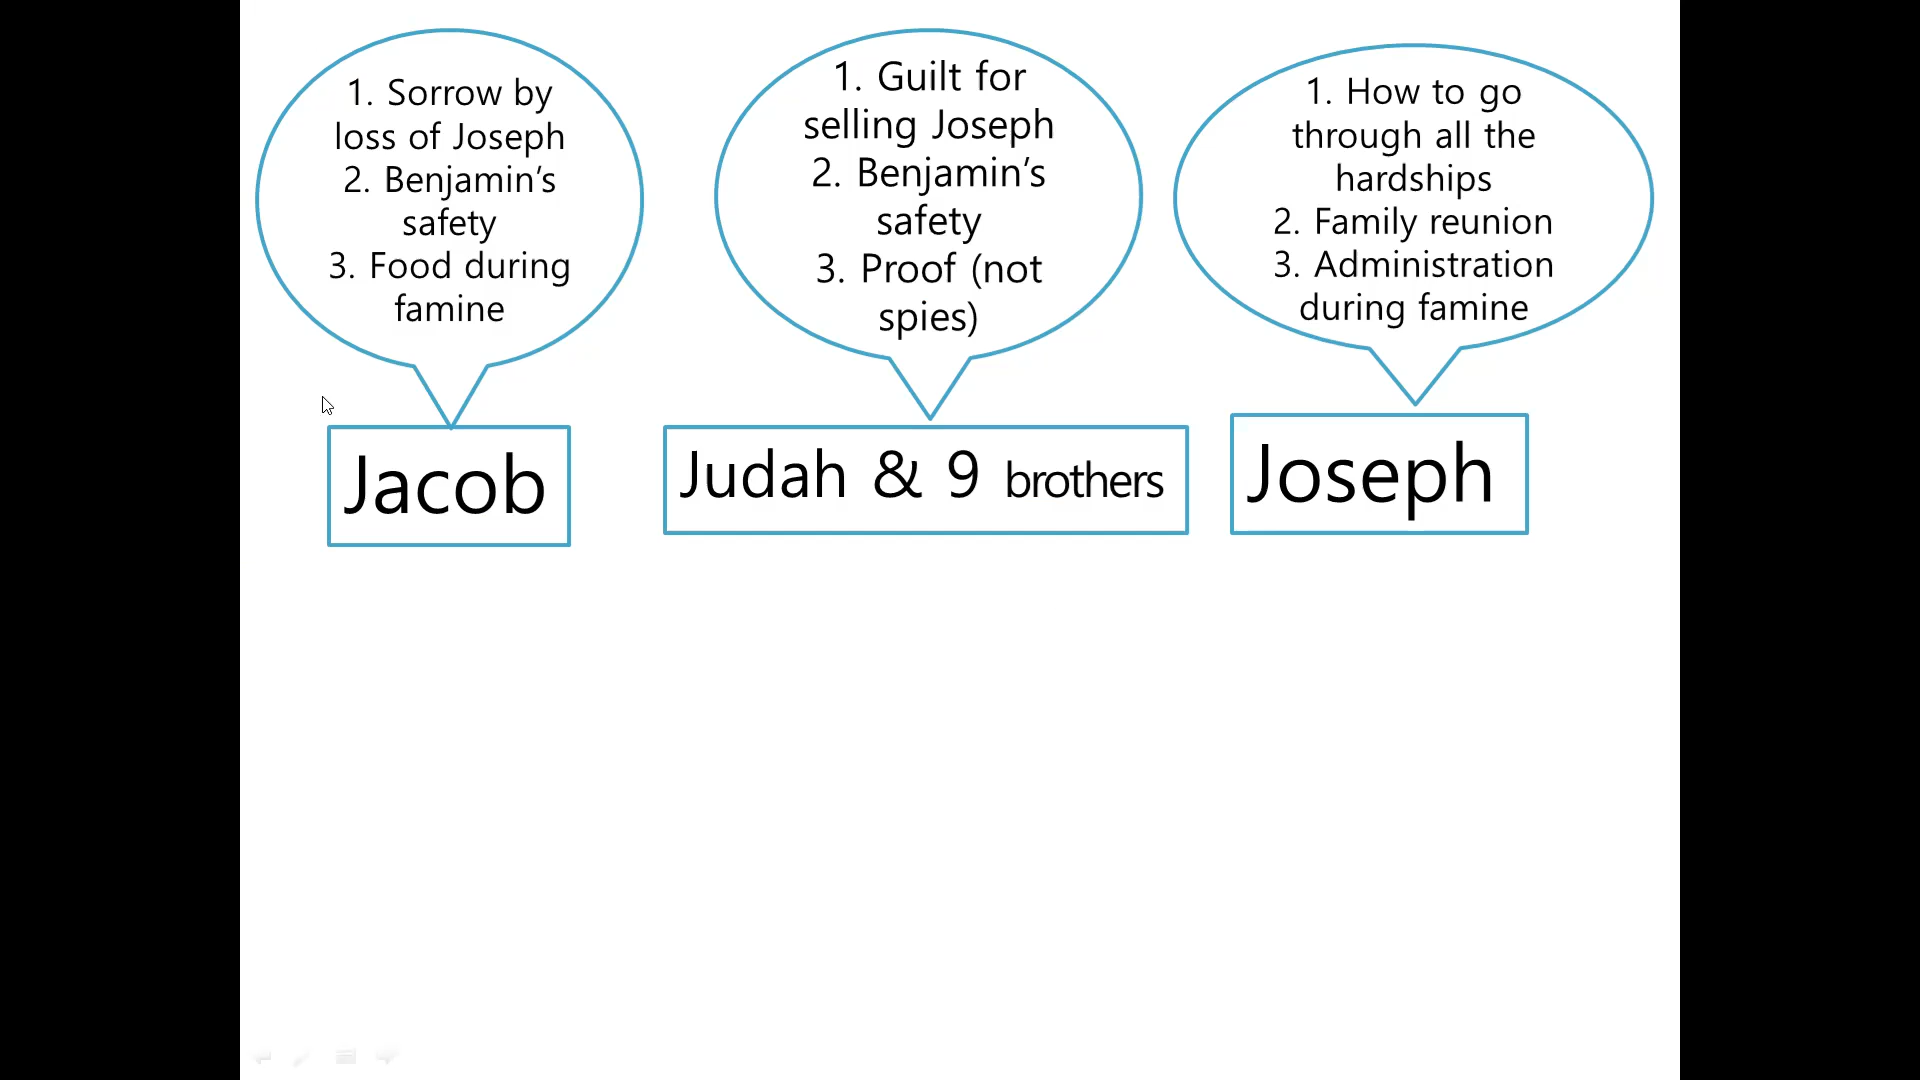 1. Sorrow by
loss of Joseph
2. Benjamin’s
safety
3. Food during
famine
1. Guilt for
selling Joseph
2. Benjamin’s
safety
3. Proof (not
spies)
1. How to go
through all the
hardships
2. Family reunion
3. Administration
during famine
Jacob
Judah & 9 brothers
Joseph